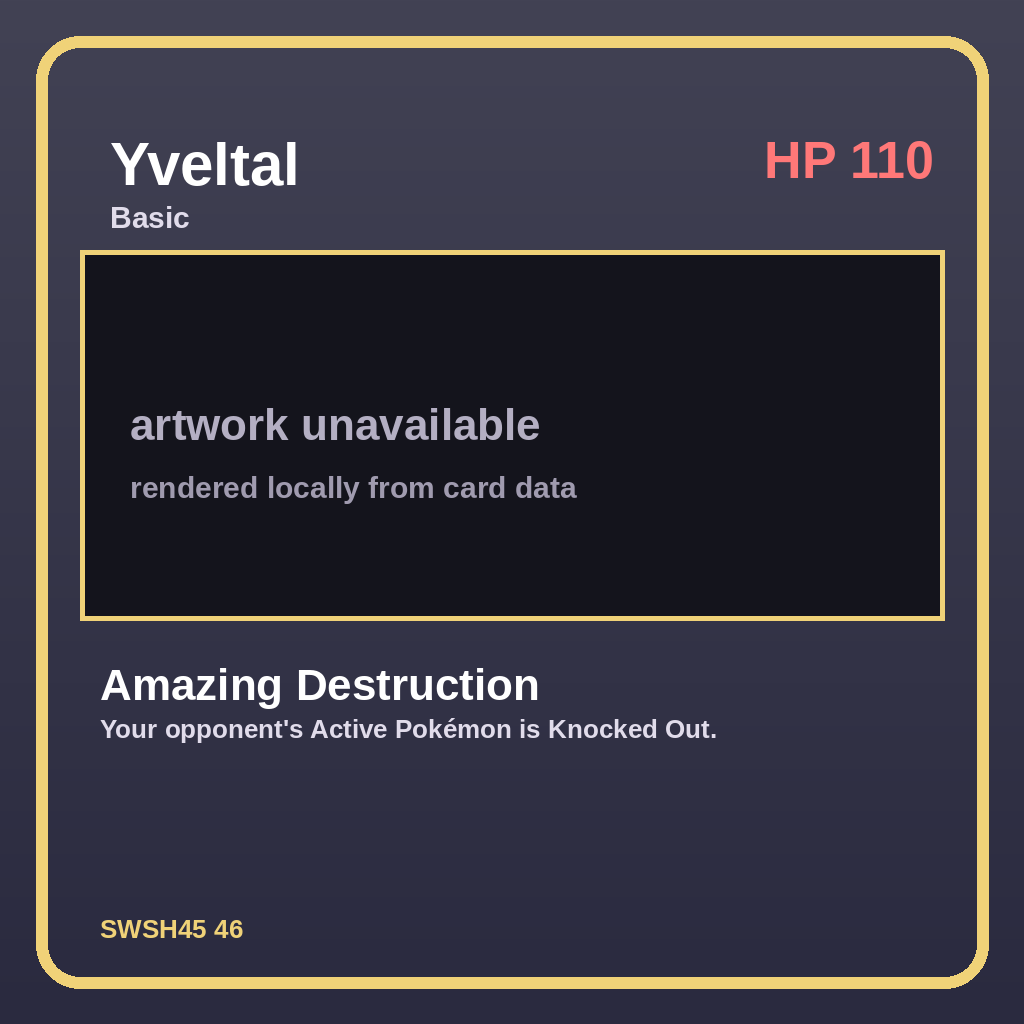 Yveltal
HP 110
Basic
artwork unavailable
rendered locally from card data
Amazing Destruction
Your opponent's Active Pokémon is Knocked Out.
SWSH45 46